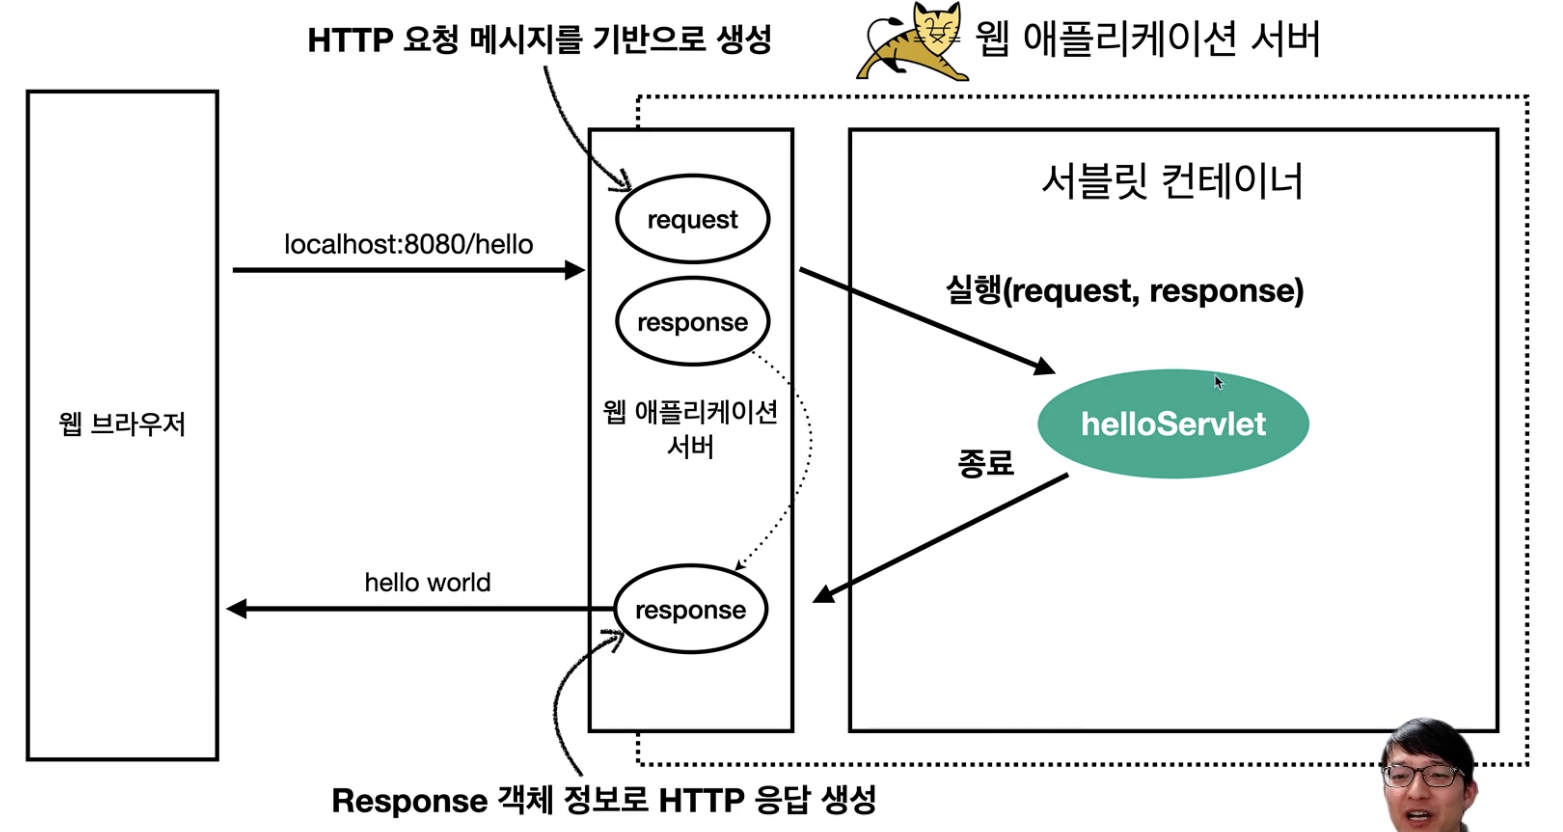 HTTP 요청 메시지를 기반으로 생성
웹 애플리케이션 서버
서블릿 컨테이너
request
localhost:8080/hello
실행(request, response)
response
웹 애플리케이션
서버
웹 브라우저
helloServlet
종료
hello world
response
Response 객체 정보로 HTTP 응답 생성